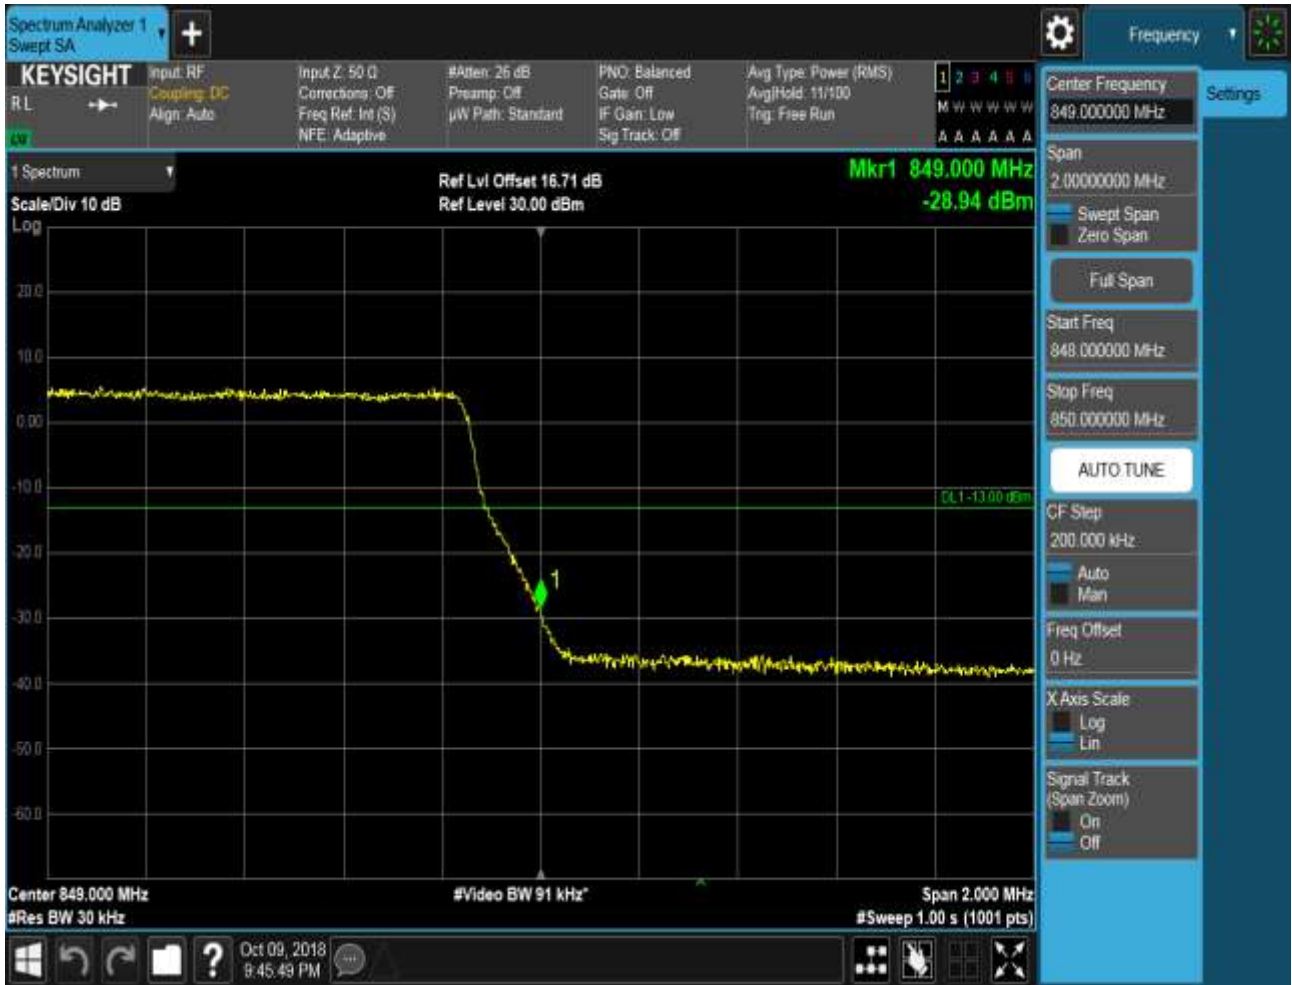 Spectrum Analyzer 1
Swept SA
+
Frequency
KEYSIGHT
RL
LXI
Input: RF
Coupling: DC
Align: Auto
Input Z: 50 Ω
Corrections: Off
Freq Ref: Int (S)
NFE: Adaptive
#Atten: 26 dB
Preamp: Off
µW Path: Standard
PNO: Balanced
Gate: Off
IF Gain: Low
Sig Track: Off
Avg Type: Power (RMS)
Avg|Hold: 11/100
Trig: Free Run
1 2 3 4 5 6
M W W W W W
A A A A A A
1 Spectrum
Scale/Div 10 dB
Log
Ref Lvl Offset 16.71 dB
Ref Level 30.00 dBm
Mkr1 849.000 MHz
-28.94 dBm
20.0
10.0
0.00
-10.0
DL1 -13.00 dBm
-20.0
1
-30.0
-40.0
-50.0
-60.0
Center 849.000 MHz
#Res BW 30 kHz
#Video BW 91 kHz*
Span 2.000 MHz
#Sweep 1.00 s (1001 pts)
Center Frequency
849.000000 MHz
Settings
Span
2.00000000 MHz
Swept Span
Zero Span
Full Span
Start Freq
848.000000 MHz
Stop Freq
850.000000 MHz
AUTO TUNE
CF Step
200.000 kHz
Auto
Man
Freq Offset
0 Hz
X Axis Scale
Log
Lin
Signal Track
(Span Zoom)
On
Off
?
Oct 09, 2018
9:45:49 PM